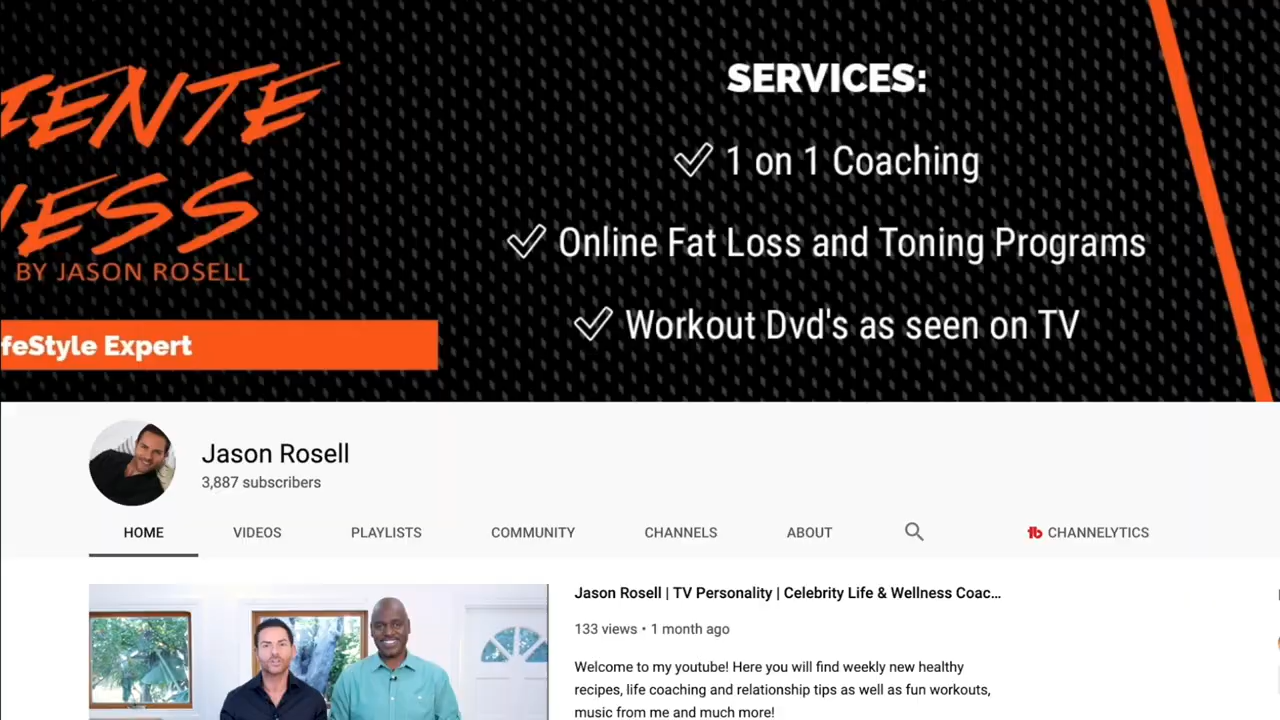 IENTE
NESS
BY JASON ROSELL
feStyle Expert
SERVICES:
1 on 1 Coaching
Online Fat Loss and Toning Programs
Workout Dvd's as seen on TV
Jason Rosell
3,887 subscribers
HOME VIDEOS PLAYLISTS COMMUNITY CHANNELS ABOUT tb CHANNELYTICS
Jason Rosell | TV Personality | Celebrity Life & Wellness Coac...
133 views • 1 month ago
Welcome to my youtube! Here you will find weekly new healthy
recipes, life coaching and relationship tips as well as fun workouts,
music from me and much more!